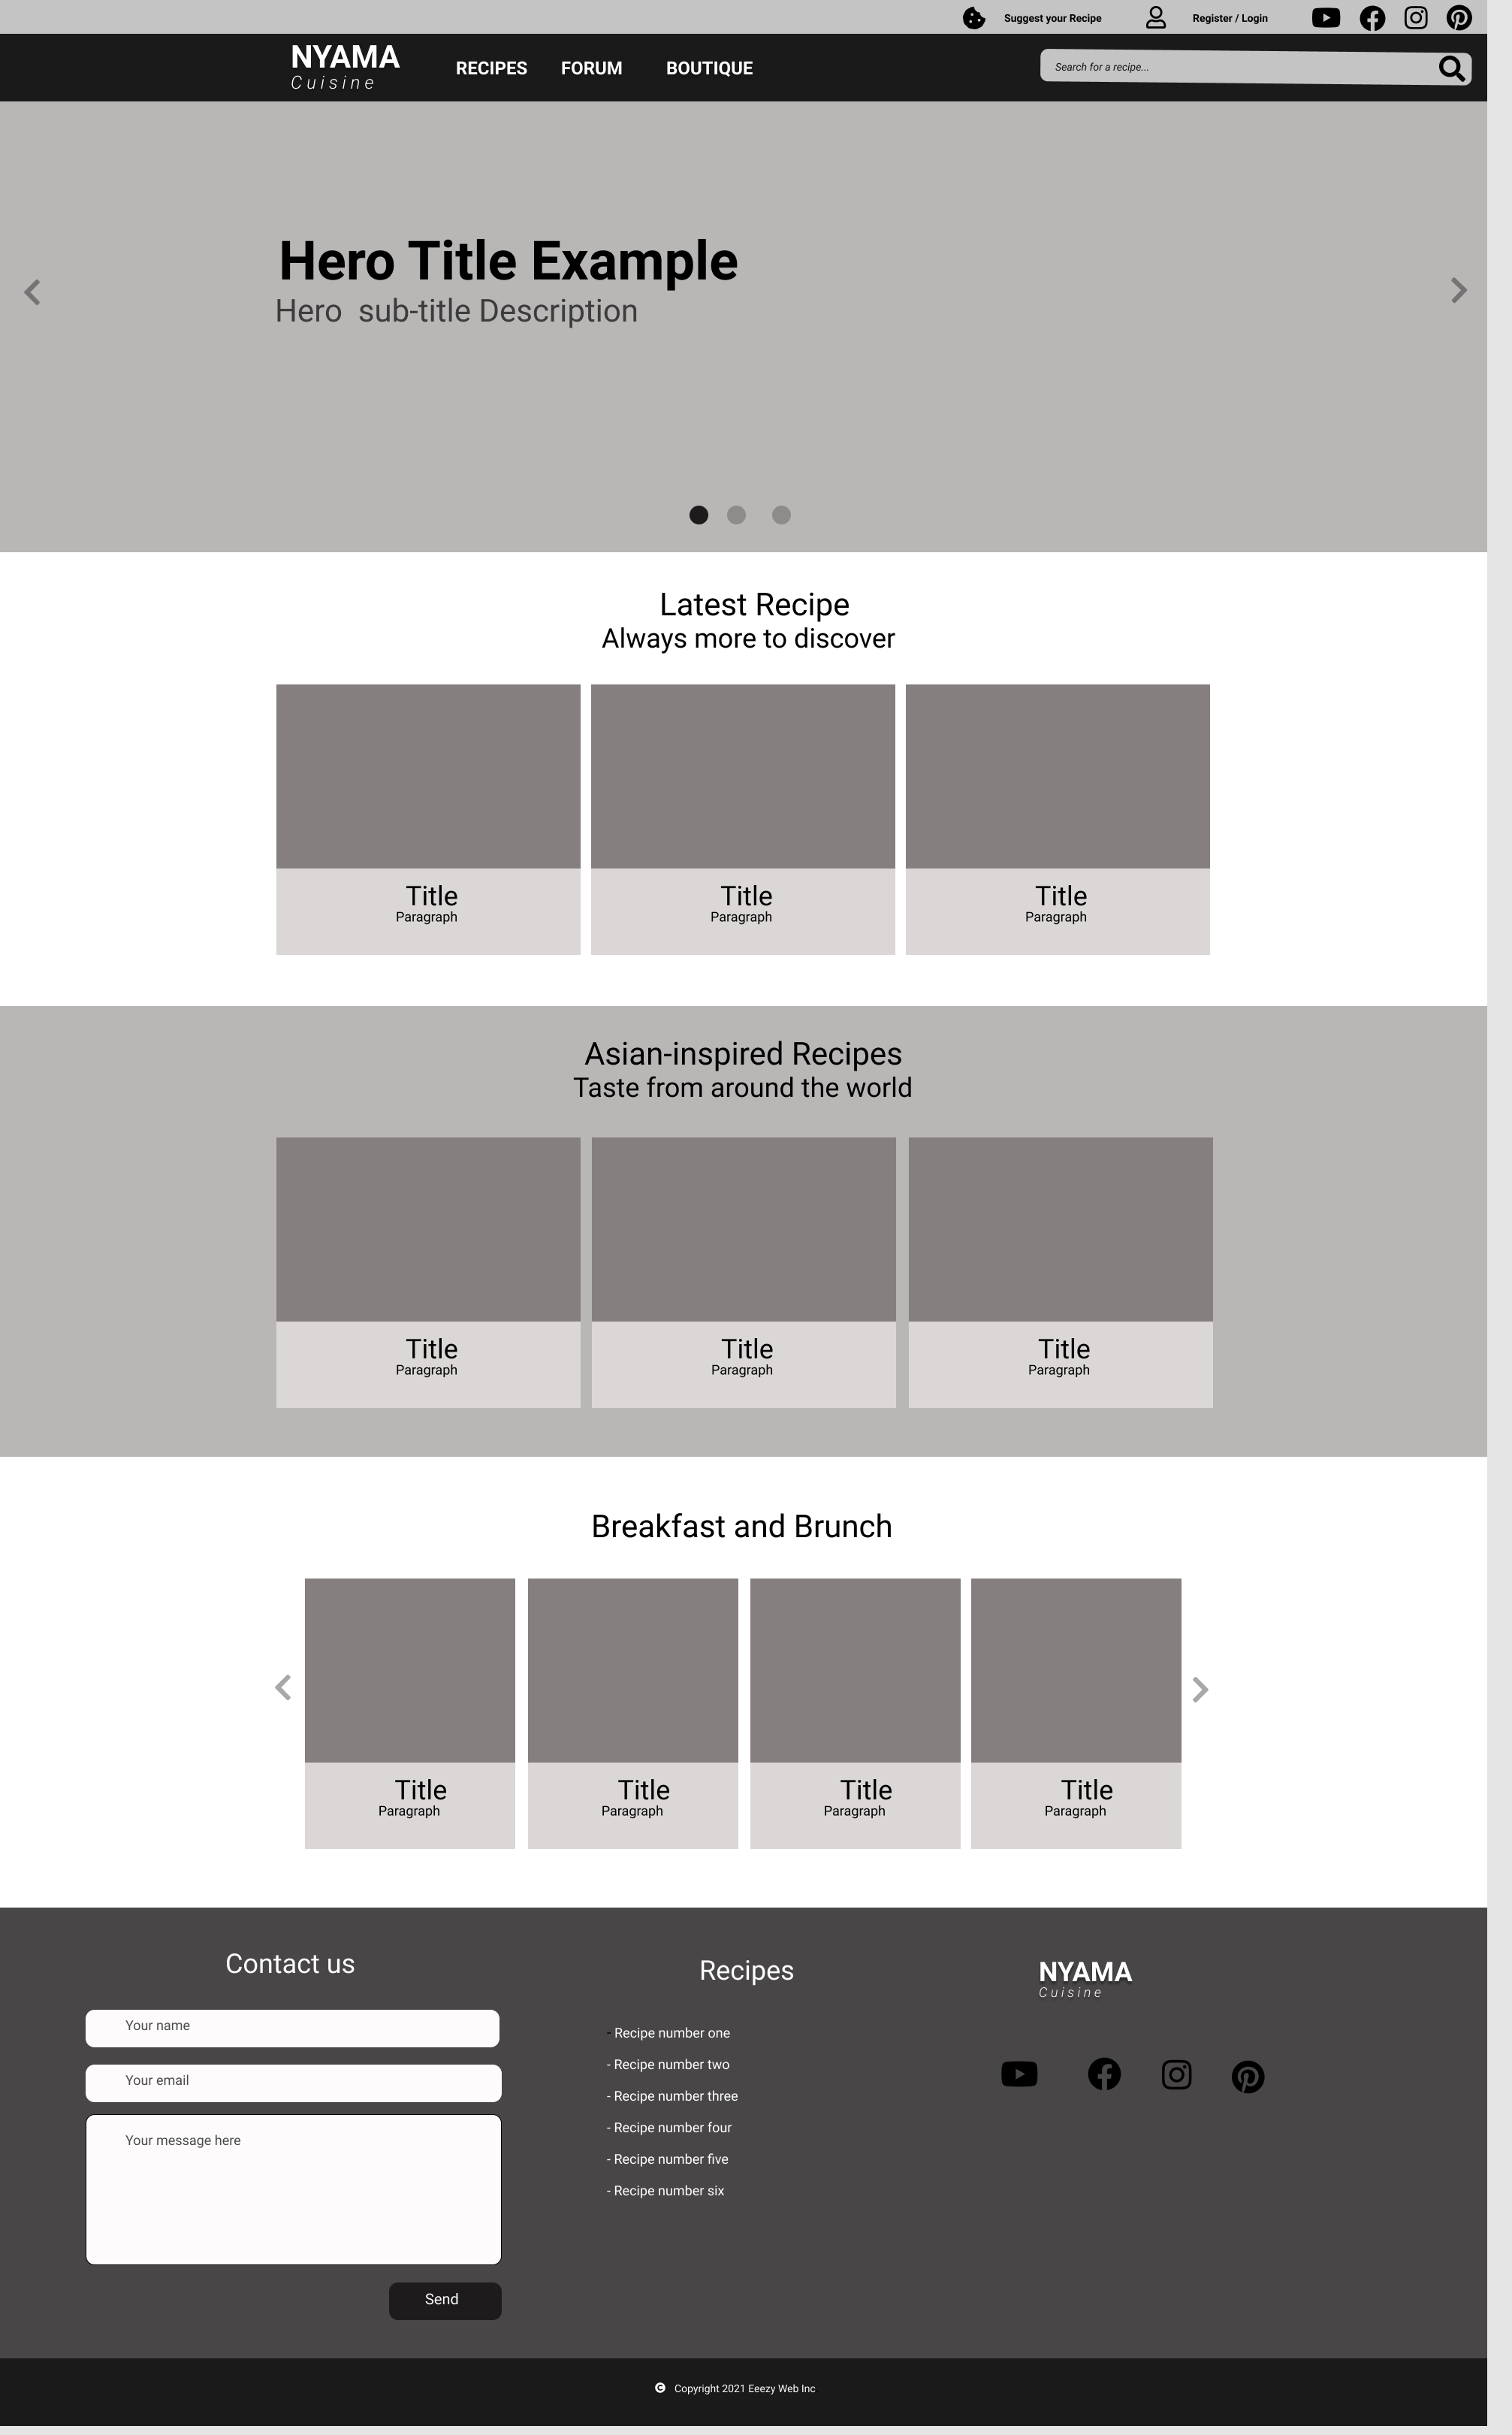 Suggest your Recipe
Register / Login
NYAMA
Cuisine
RECIPES
FORUM
BOUTIQUE
Search for a recipe...
Hero Title Example
Hero  sub-title Description
Latest Recipe
Always more to discover
Title
Paragraph
Title
Paragraph
Title
Paragraph
Asian-inspired Recipes
Taste from around the world
Title
Paragraph
Title
Paragraph
Title
Paragraph
Breakfast and Brunch
Title
Paragraph
Title
Paragraph
Title
Paragraph
Title
Paragraph
Contact us
Your name
Your email
Your message here
Send
Recipes
- Recipe number one
- Recipe number two
- Recipe number three
- Recipe number four
- Recipe number five
- Recipe number six
NYAMA
Cuisine
© Copyright 2021 Eeezy Web Inc